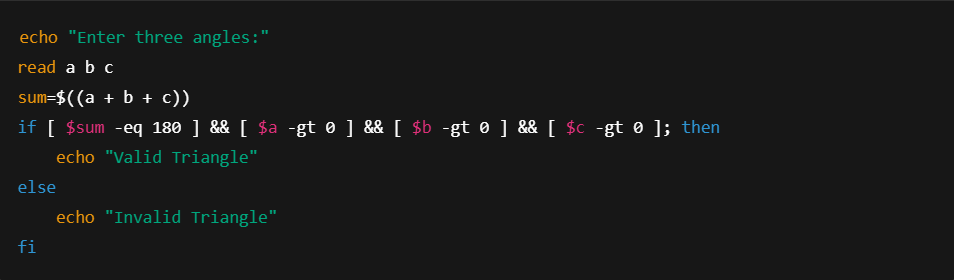 echo "Enter three angles:"
read a b c
sum=$((a + b + c))
if [ $sum -eq 180 ] && [ $a -gt 0 ] && [ $b -gt 0 ] && [ $c -gt 0 ]; then
    echo "Valid Triangle"
else
    echo "Invalid Triangle"
fi